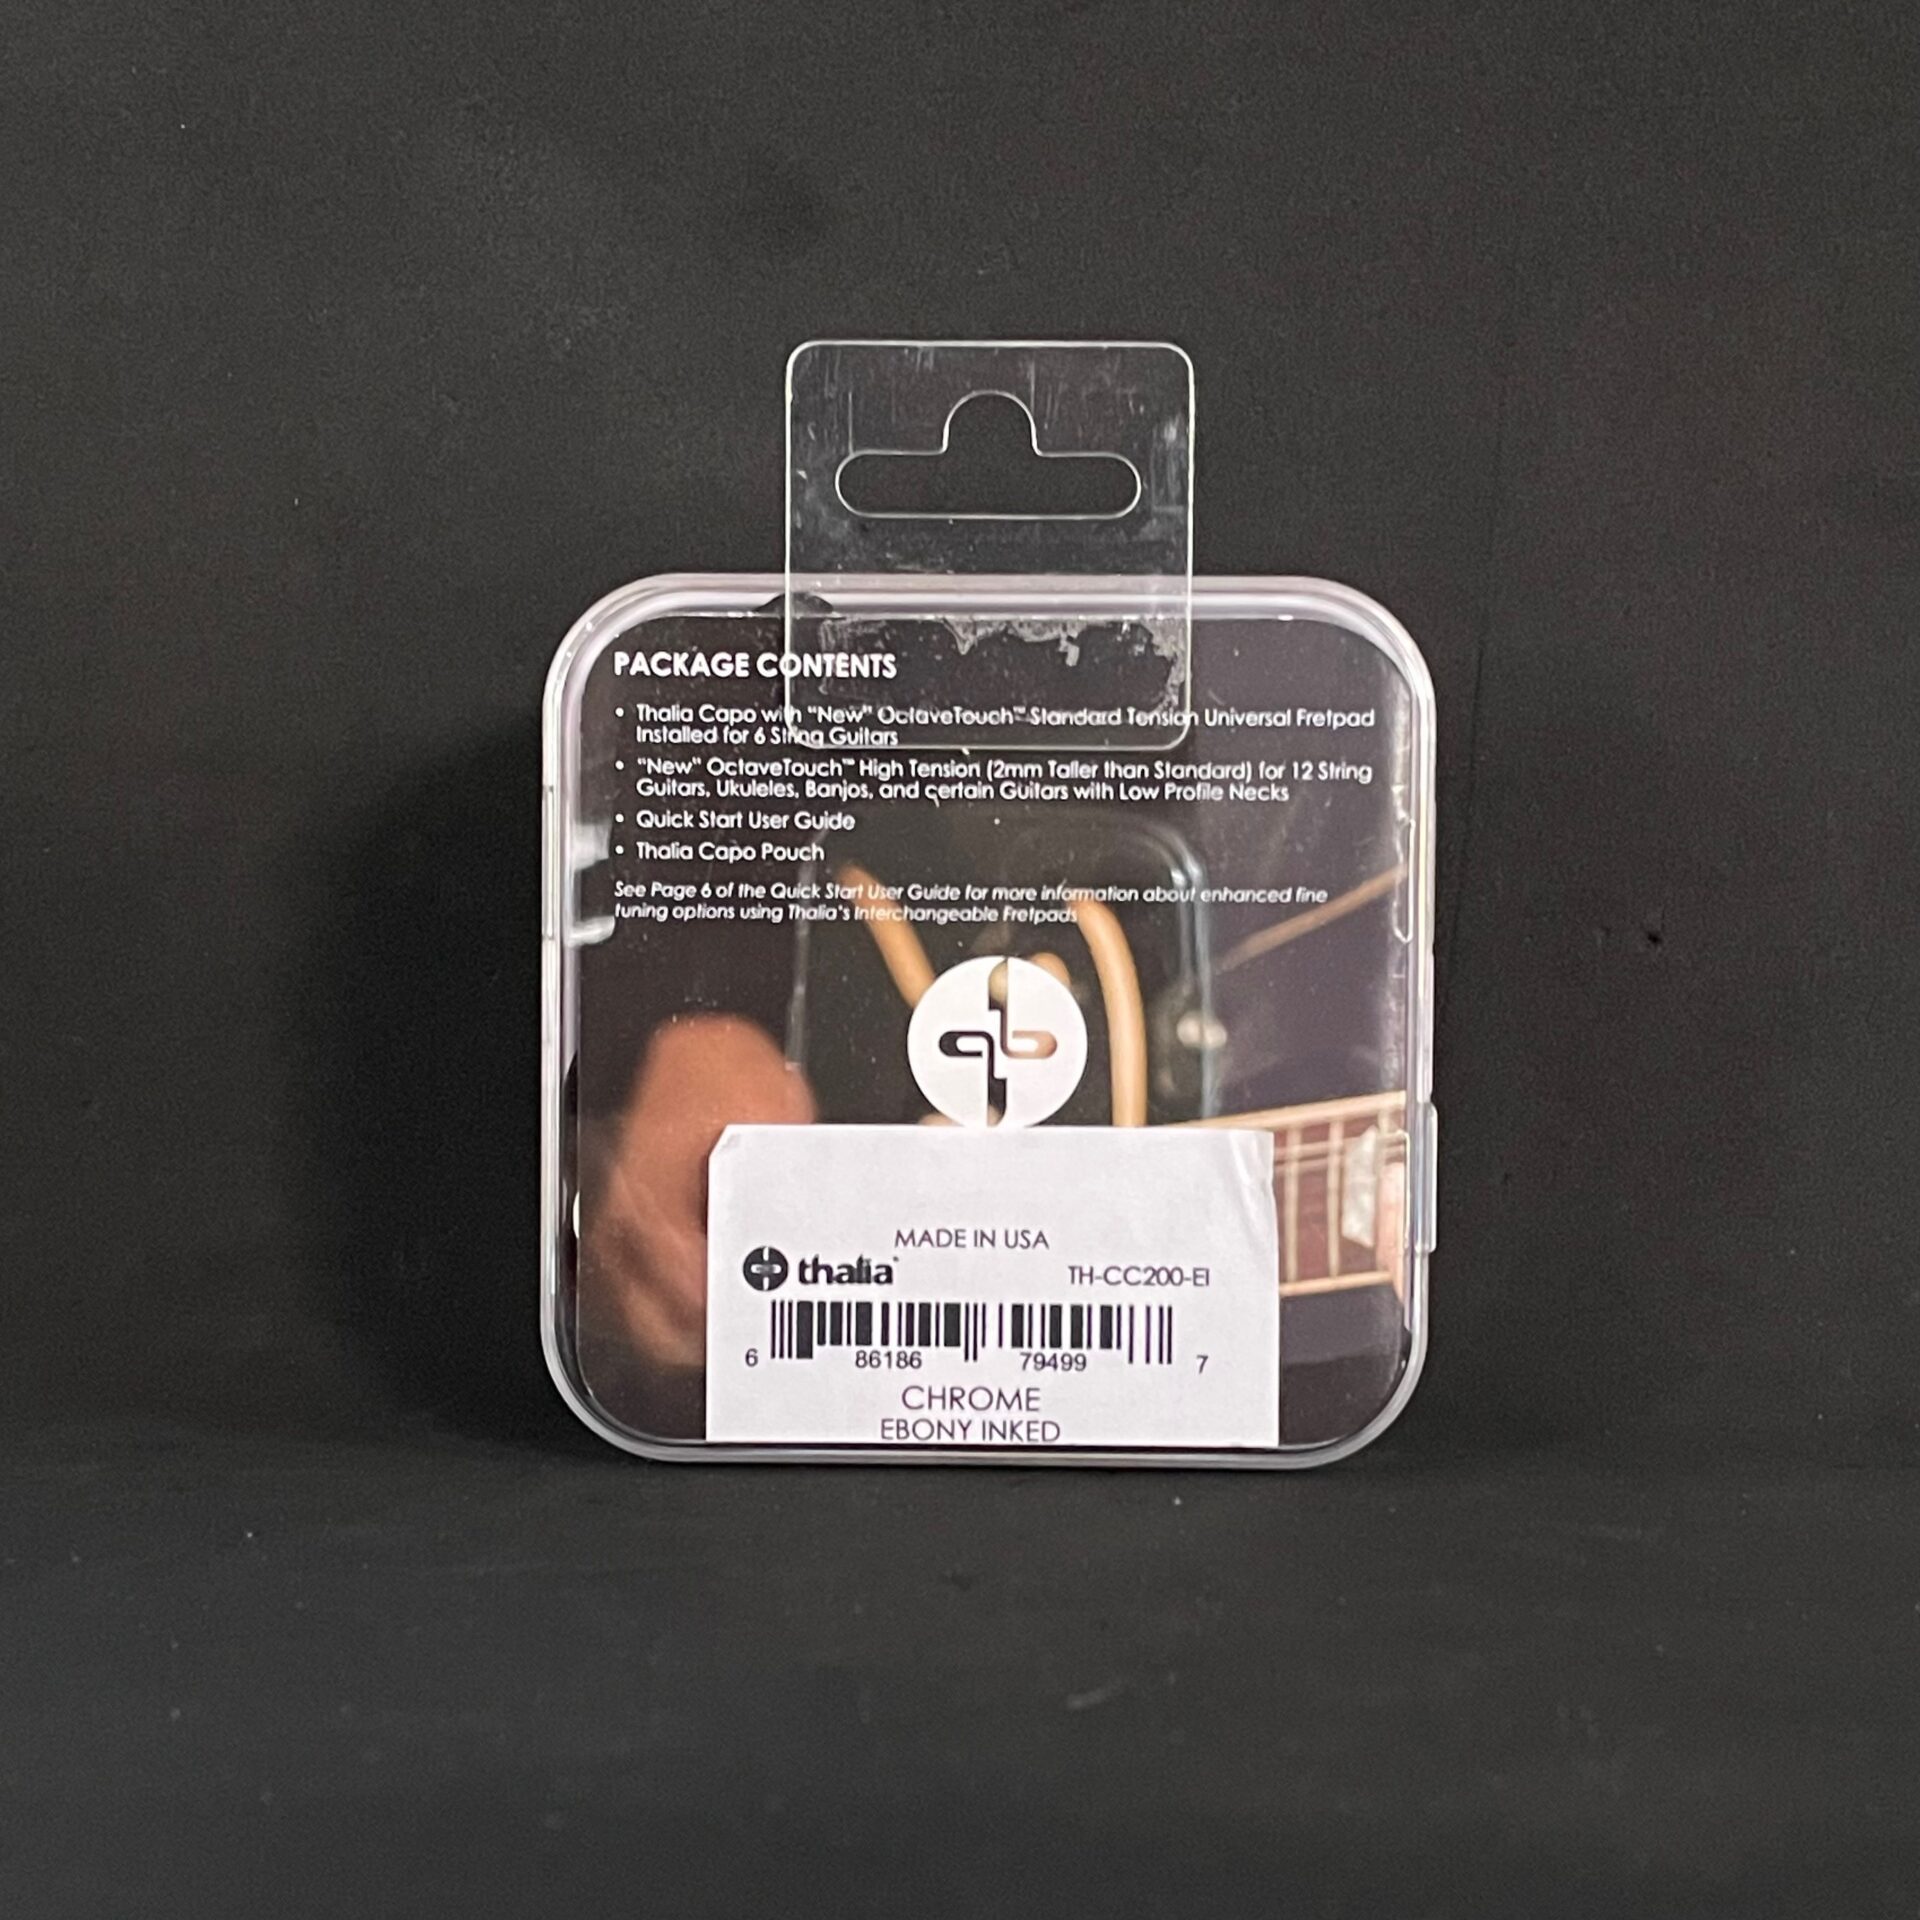 PACKAGE CONTENTS
• Thalia Capo with "New" OctaveTouch™ Standard Tension Universal Fretpad
Installed for 6 String Guitars
• "New" OctaveTouch™ High Tension (2mm Taller than Standard) for 12 String
Guitars, Ukuleles, Banjos, and certain Guitars with Low Profile Necks
• Quick Start User Guide
• Thalia Capo Pouch
See Page 6 of the Quick Start User Guide for more information about enhanced fine
tuning options using Thalia's Interchangeable Fretpads
MADE IN USA
thalia
TH-CC200-EI
6 86186 79499 7
CHROME
EBONY INKED